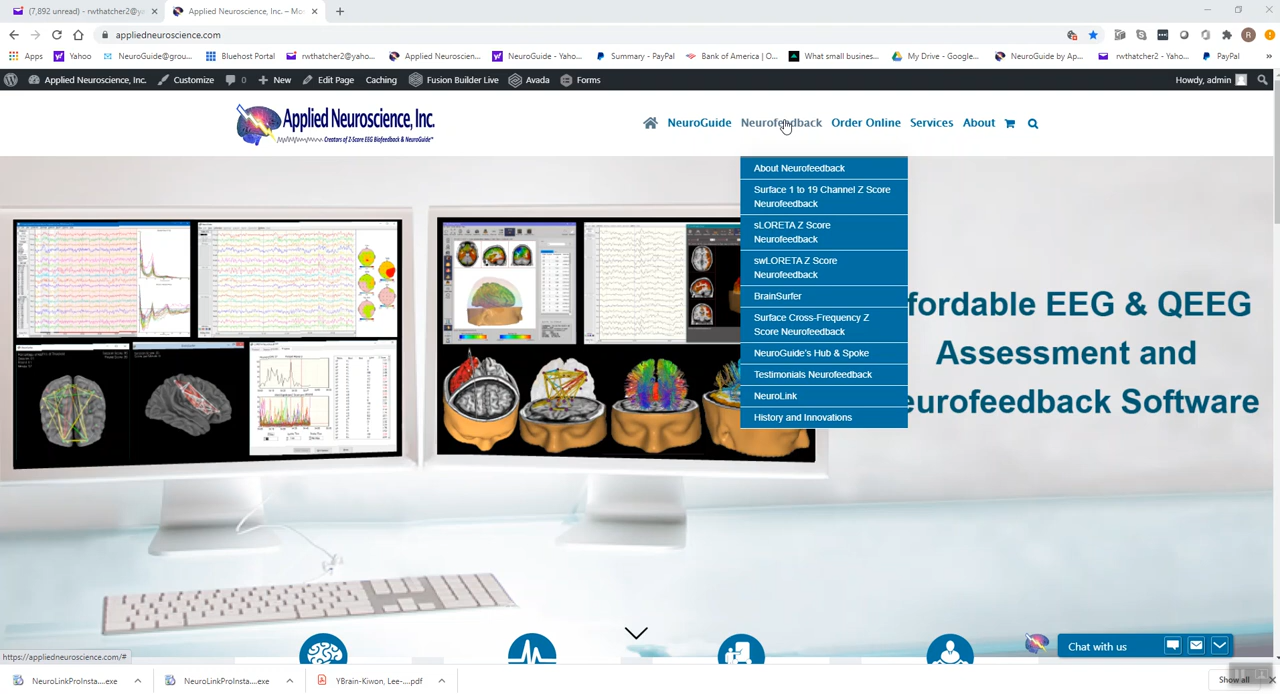 (7,892 unread) - rwthatcher2@yaho...
Applied Neuroscience, Inc. – Mo...
appliedneuroscience.com
Apps
Yahoo
NeuroGuide@grou...
Bluehost Portal
rwthatcher2@yaho...
Applied Neuroscien...
NeuroGuide - Yaho...
Summary - PayPal
Bank of America | O...
What small busines...
My Drive - Google...
NeuroGuide by Ap...
rwthatcher2 - Yaho...
PayPal
Applied Neuroscience, Inc.
Customize
0
New
Edit Page
Caching
Fusion Builder Live
Avada
Forms
Howdy, admin
Applied Neuroscience, Inc.
Creators of Z-Score EEG Biofeedback & NeuroGuide
NeuroGuide
Neurofeedback
Order Online
Services
About
About Neurofeedback
Surface 1 to 19 Channel Z Score
Neurofeedback
sLORETA Z Score
Neurofeedback
swLORETA Z Score
Neurofeedback
BrainSurfer
Surface Cross-Frequency Z
Score Neurofeedback
NeuroGuide's Hub & Spoke
Testimonials Neurofeedback
NeuroLink
History and Innovations
fordable EEG & QEEG
Assessment and
eurofeedback Software
Chat with us
https://appliedneuroscience.com/#
NeuroLinkProInsta....exe
NeuroLinkProInsta....exe
YBrain-Kiwon, Lee-....pdf
Show all